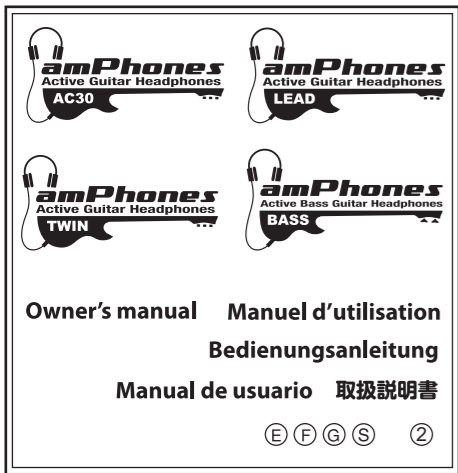 amPhones
Active Guitar Headphones
AC30
amPhones
Active Guitar Headphones
LEAD
amPhones
Active Guitar Headphones
TWIN
amPhones
Active Bass Guitar Headphones
BASS
Owner's manual Manuel d'utilisation
Bedienungsanleitung
Manual de usuario 取扱説明書
Ⓔ Ⓕ Ⓖ Ⓢ ②